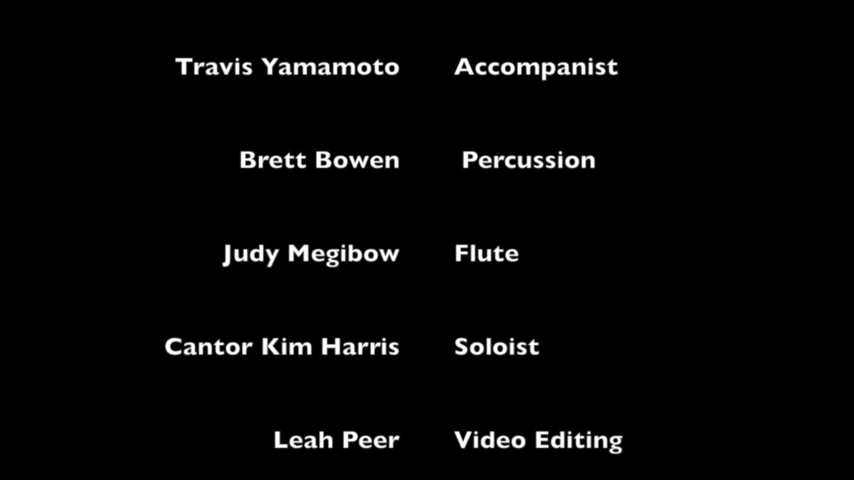 Travis Yamamoto Accompanist
Brett Bowen Percussion
Judy Megibow Flute
Cantor Kim Harris Soloist
Leah Peer Video Editing